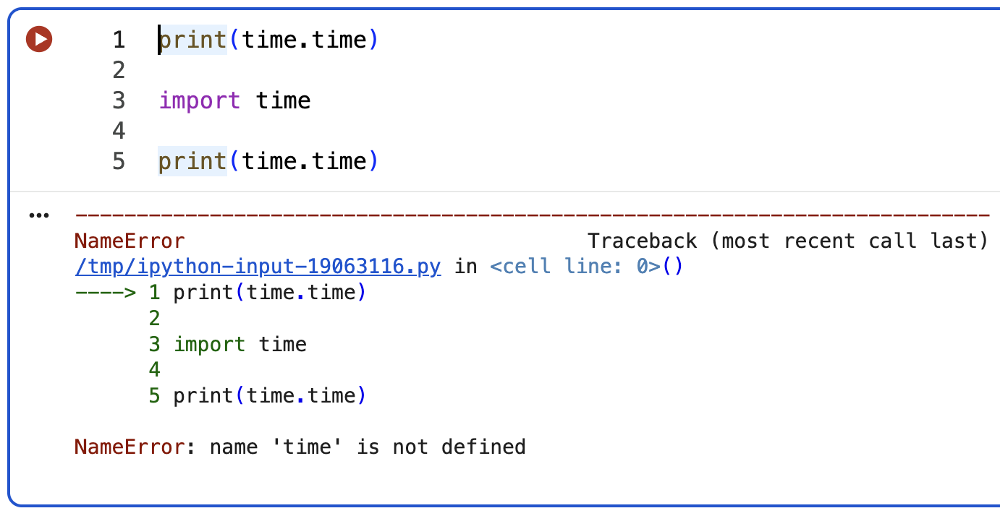 1 print(time.time)
2
3 import time
4
5 print(time.time)
---------------------------------------------------------------------------
NameError                                 Traceback (most recent call last)
/tmp/ipython-input-19063116.py in <cell line: 0>()
----> 1 print(time.time)
      2
      3 import time
      4
      5 print(time.time)
NameError: name 'time' is not defined